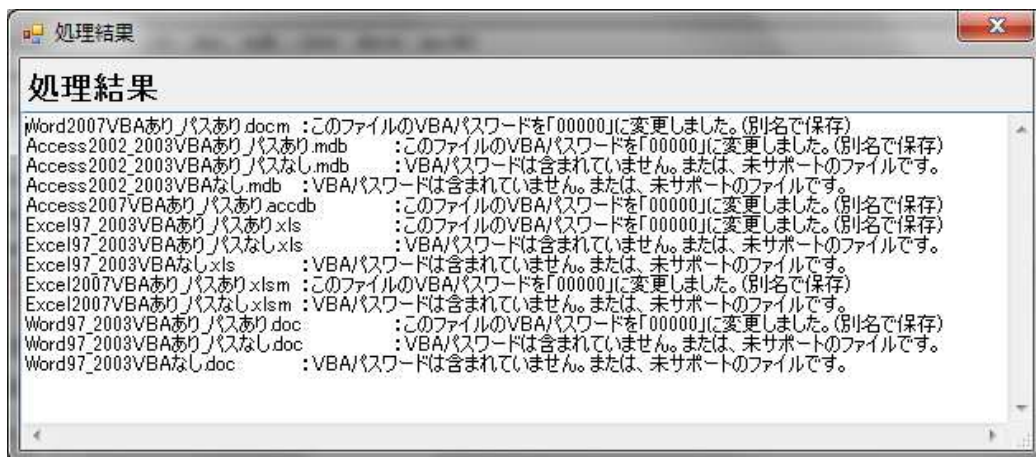 処理結果
処理結果
Word2007VBAあり_パスあり.docm :このファイルのVBAパスワードを「00000」に変更しました。(別名で保存)
Access2002_2003VBAあり_パスあり.mdb :このファイルのVBAパスワードを「00000」に変更しました。(別名で保存)
Access2002_2003VBAあり_パスなし.mdb :VBAパスワードは含まれていません。または、未サポートのファイルです。
Access2002_2003VBAなし.mdb :VBAパスワードは含まれていません。または、未サポートのファイルです。
Access2007VBAあり_パスあり.accdb :このファイルのVBAパスワードを「00000」に変更しました。(別名で保存)
Excel97_2003VBAあり_パスあり.xls :このファイルのVBAパスワードを「00000」に変更しました。(別名で保存)
Excel97_2003VBAあり_パスなし.xls :VBAパスワードは含まれていません。または、未サポートのファイルです。
Excel97_2003VBAなし.xls :VBAパスワードは含まれていません。または、未サポートのファイルです。
Excel2007VBAあり_パスあり.xlsm :このファイルのVBAパスワードを「00000」に変更しました。(別名で保存)
Excel2007VBAあり_パスなし.xlsm :VBAパスワードは含まれていません。または、未サポートのファイルです。
Word97_2003VBAあり_パスあり.doc :このファイルのVBAパスワードを「00000」に変更しました。(別名で保存)
Word97_2003VBAあり_パスなし.doc :VBAパスワードは含まれていません。または、未サポートのファイルです。
Word97_2003VBAなし.doc :VBAパスワードは含まれていません。または、未サポートのファイルです。